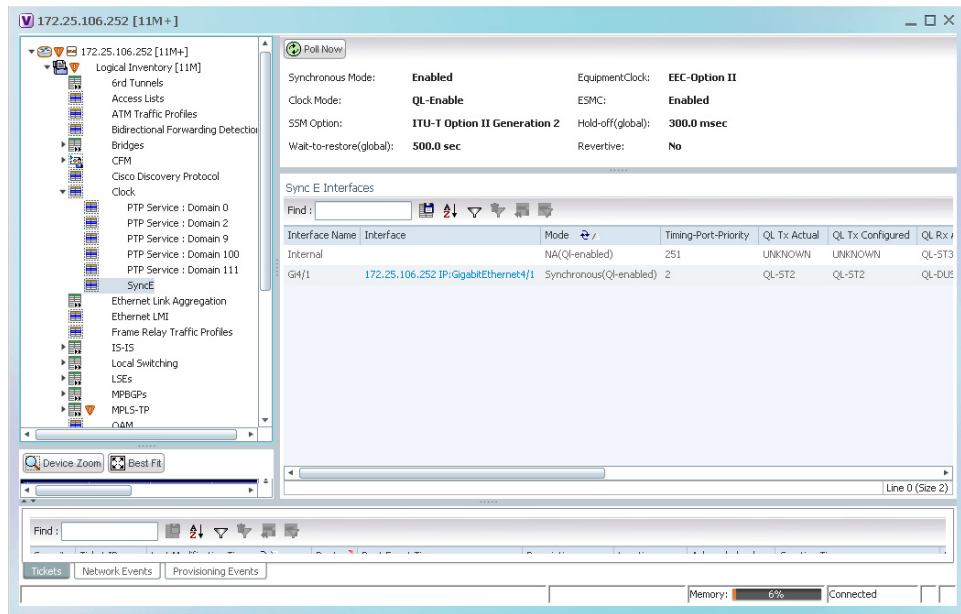 172.25.106.252 [11M+]
172.25.106.252 [11M+]
Logical Inventory [11M]
6rd Tunnels
Access Lists
ATM Traffic Profiles
Bidirectional Forwarding Detection
Bridges
CFM
Cisco Discovery Protocol
Clock
PTP Service : Domain 0
PTP Service : Domain 2
PTP Service : Domain 9
PTP Service : Domain 100
PTP Service : Domain 111
SyncE
Ethernet Link Aggregation
Ethernet LMI
Frame Relay Traffic Profiles
IS-IS
Local Switching
LSEs
MPBGPs
MPLS-TP
OAM
Device Zoom Best Fit
Poll Now
Synchronous Mode: Enabled EquipmentClock: EEC-Option II
Clock Mode: QL-Enable ESMC: Enabled
SSM Option: ITU-T Option II Generation 2 Hold-off(global): 300.0 msec
Wait-to-restore(global): 500.0 sec Revertive: No
Sync E Interfaces
Find :
Interface Name Interface Mode Timing-Port-Priority QL Tx Actual QL Tx Configured QL Rx
Internal NA(Ql-enabled) 251 UNKNOWN UNKNOWN QL-ST3
Gi4/1 172.25.106.252 IP:GigabitEthernet4/1 Synchronous(Ql-enabled) 2 QL-ST2 QL-ST2 QL-DUS
Line 0 (Size 2)
Find :
Tickets Network Events Provisioning Events
Memory: 6% Connected